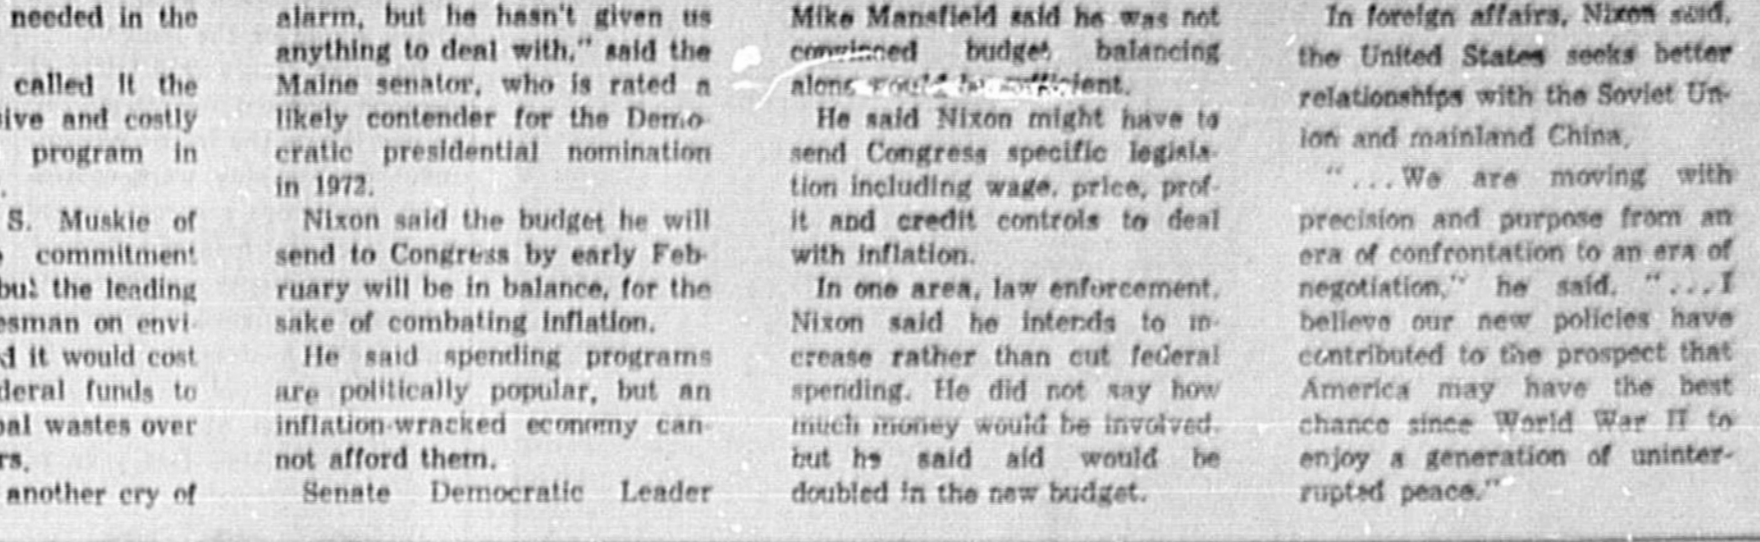 needed in the
called it the
ive and costly
program in
.
S. Muskie of
commitment
but the leading
sman on envi-
d it would cost
deral funds to
al wastes over
rs.
another cry of
alarm, but he hasn't given us
anything to deal with," said the
Maine senator, who is rated a
likely contender for the Demo-
cratic presidential nomination
in 1972.
Nixon said the budget he will
send to Congress by early Feb-
ruary will be in balance, for the
sake of combating inflation.
He said spending programs
are politically popular, but an
inflation-wracked economy can-
not afford them.
Senate Democratic Leader
Mike Mansfield said he was not
convinced budget balancing
alone would be sufficient.
He said Nixon might have to
send Congress specific legisla-
tion including wage, price, prof-
it and credit controls to deal
with inflation.
In one area, law enforcement,
Nixon said he intends to in-
crease rather than cut federal
spending. He did not say how
much money would be involved,
but he said aid would be
doubled in the new budget.
In foreign affairs, Nixon said,
the United States seeks better
relationships with the Soviet Un-
ion and mainland China,
"...We are moving with
precision and purpose from an
era of confrontation to an era of
negotiation," he said. "...I
believe our new policies have
contributed to the prospect that
America may have the best
chance since World War II to
enjoy a generation of uninter-
rupted peace."